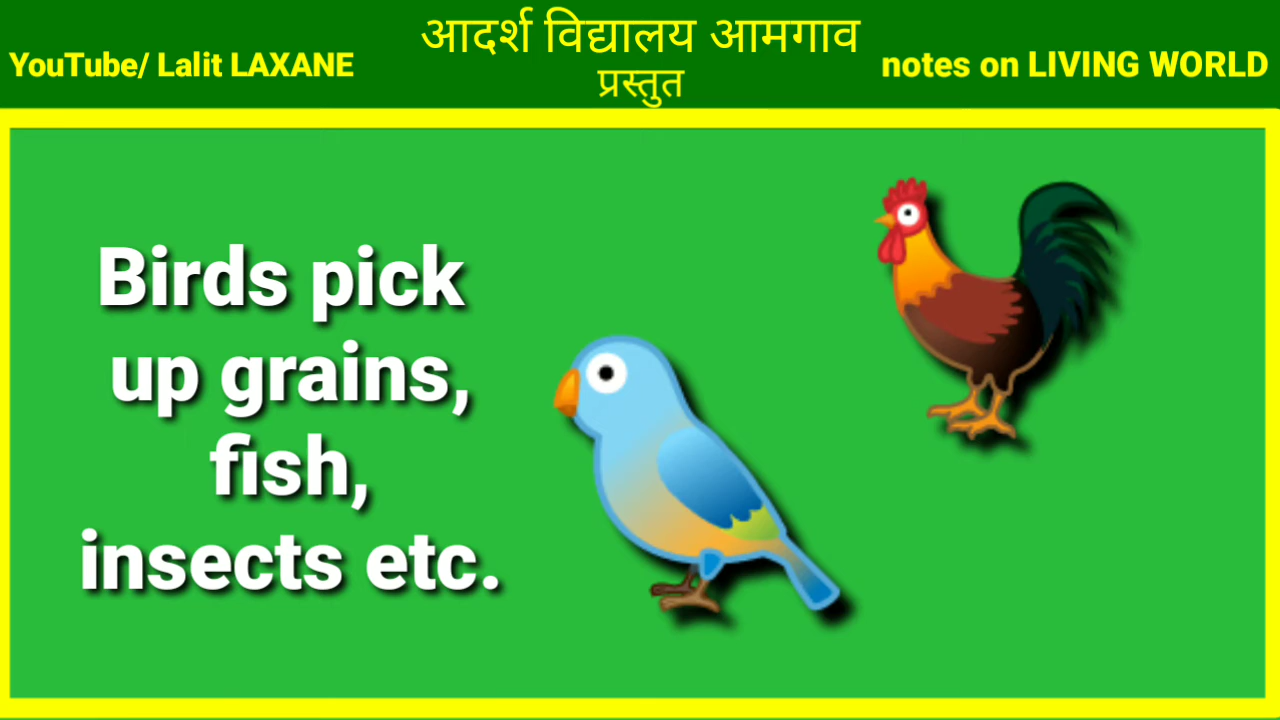 आदर्श विद्यालय आमगाव
प्रस्तुत
YouTube/ Lalit LAXANE
notes on LIVING WORLD
Birds pick
up grains,
fish,
insects etc.